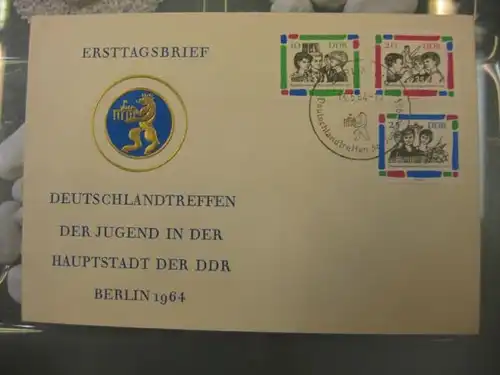 ERSTTAGSBRIEF
10 DDR
20 DDR
25 DDR
Deutschlandtreffen
DEUTSCHLANDTREFFEN
DER JUGEND IN DER
HAUPTSTADT DER DDR
BERLIN 1964